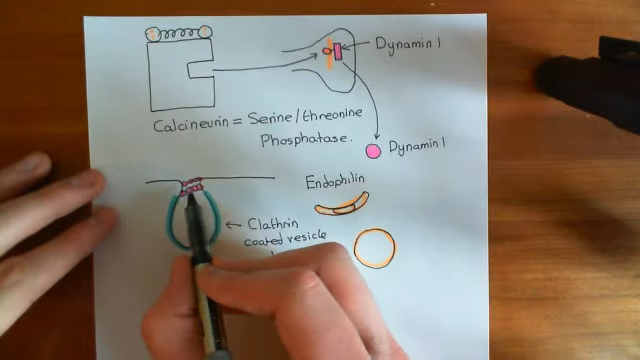 Dynamin 1
Calcineurin = Serine/threonine
Phosphatase.
Dynamin 1
Endophilin
Clathrin
coated vesicle